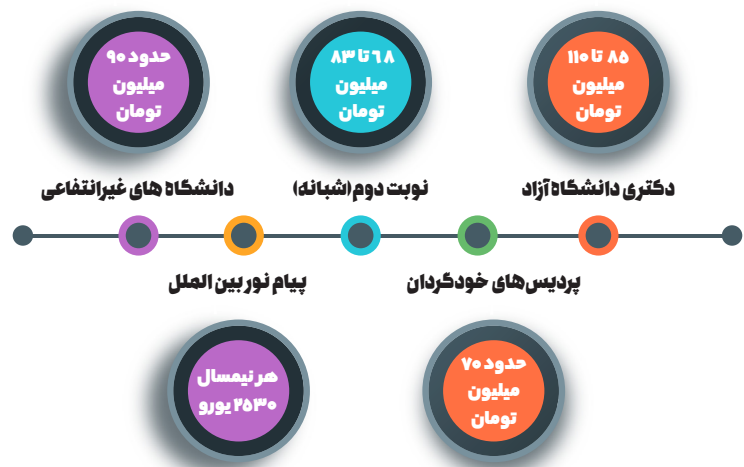 ۸۵ تا ۱۱۰
میلیون
تومان
دکتری دانشگاه آزاد
۶۸ تا ۸۳
میلیون
تومان
نوبت دوم(شبانه)
حدود ۹۰
میلیون
تومان
دانشگاه های غیرانتفاعی
پردیس‌های خودگردان
حدود ۷۰
میلیون
تومان
پیام نور بین الملل
هر نیمسال
۲۵۳۰ یورو